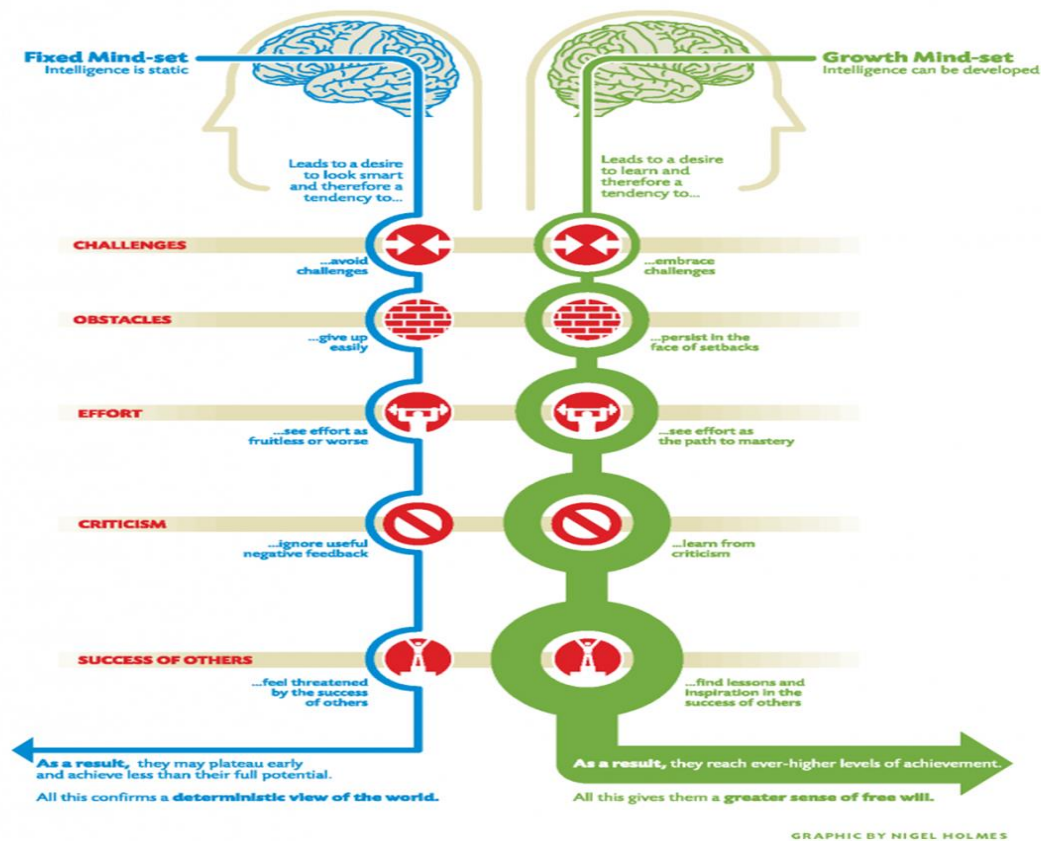 Fixed Mind-set
Intelligence is static
Growth Mind-set
Intelligence can be developed
Leads to a desire
to look smart
and therefore a
tendency to...
Leads to a desire
to learn and
therefore a
tendency to...
CHALLENGES
...avoid
challenges
...embrace
challenges
OBSTACLES
...give up
easily
...persist in the
face of setbacks
EFFORT
...see effort as
fruitless or worse
...see effort as
the path to mastery
CRITICISM
...ignore useful
negative feedback
...learn from
criticism
SUCCESS OF OTHERS
...feel threatened
by the success
of others
...find lessons and
inspiration in the
success of others
As a result, they may plateau early
and achieve less than their full potential.
All this confirms a deterministic view of the world.
As a result, they reach ever-higher levels of achievement.
All this gives them a greater sense of free will.
GRAPHIC BY NIGEL HOLMES